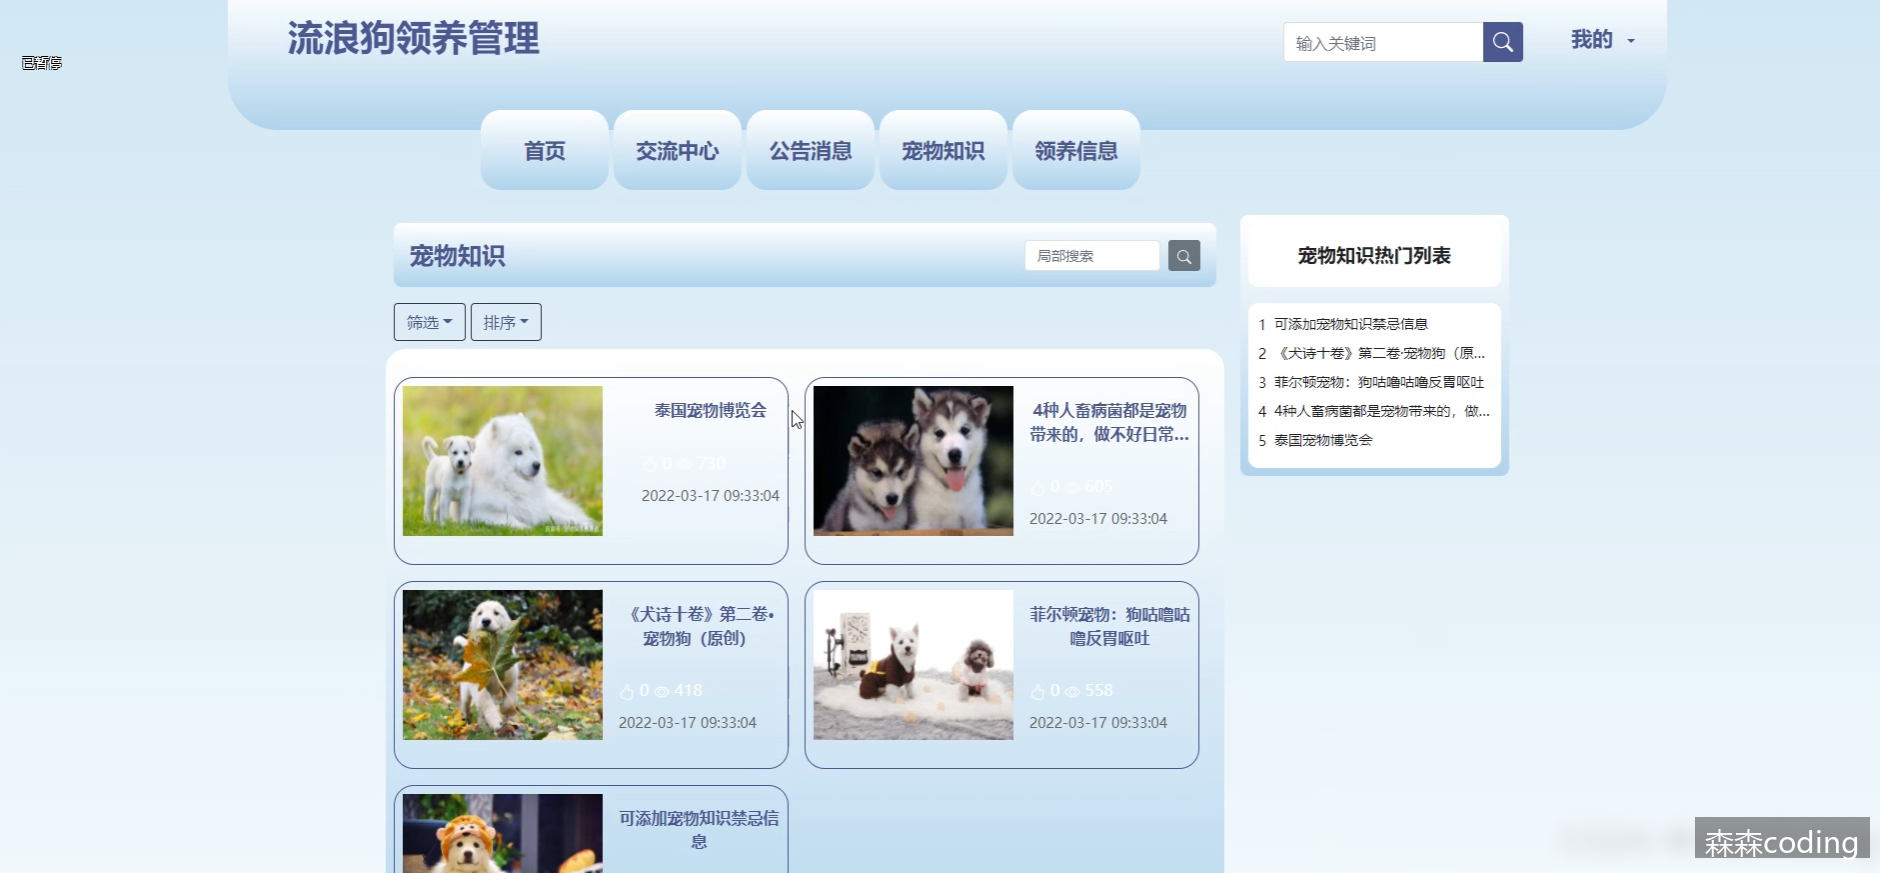 流浪狗领养管理
输入关键词
我的
已暂停
首页
交流中心
公告消息
宠物知识
领养信息
宠物知识
局部搜索
筛选
排序
泰国宠物博览会
0 730
2022-03-17 09:33:04
4种人畜病菌都是宠物
带来的，做不好日常...
0 605
2022-03-17 09:33:04
《犬诗十卷》第二卷•
宠物狗（原创）
0 418
2022-03-17 09:33:04
菲尔顿宠物：狗咕噜咕
噜反胃呕吐
0 558
2022-03-17 09:33:04
可添加宠物知识禁忌信
息
宠物知识热门列表
1 可添加宠物知识禁忌信息
2 《犬诗十卷》第二卷·宠物狗（原...
3 菲尔顿宠物：狗咕噜咕噜反胃呕吐
4 4种人畜病菌都是宠物带来的，做...
5 泰国宠物博览会
森森coding